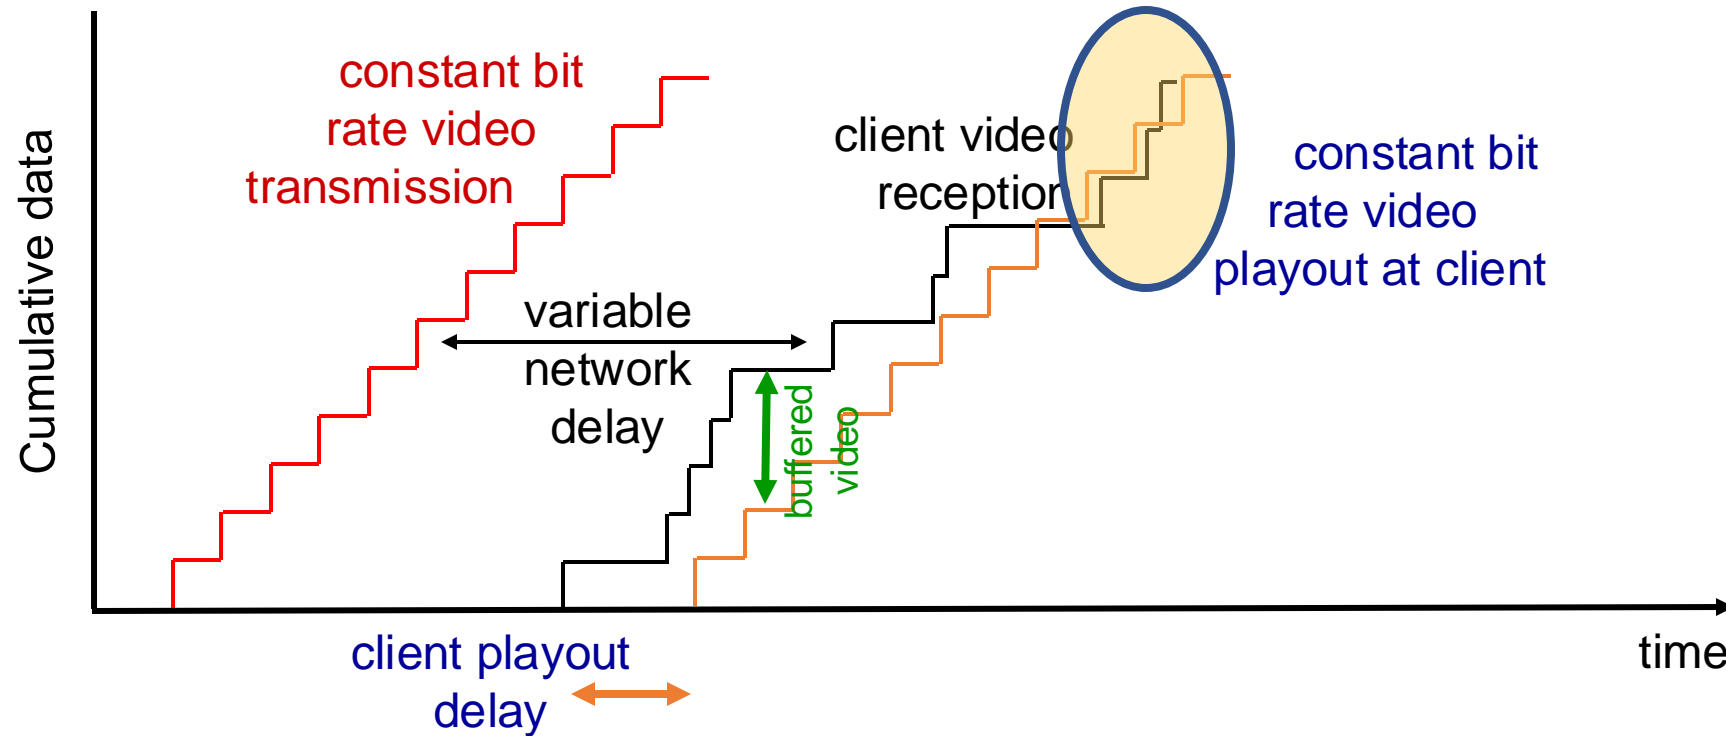 constant bit
rate video
transmission
client video
reception
constant bit
rate video
playout at client
Cumulative data
variable
network
delay
buffered
video
client playout
delay
time